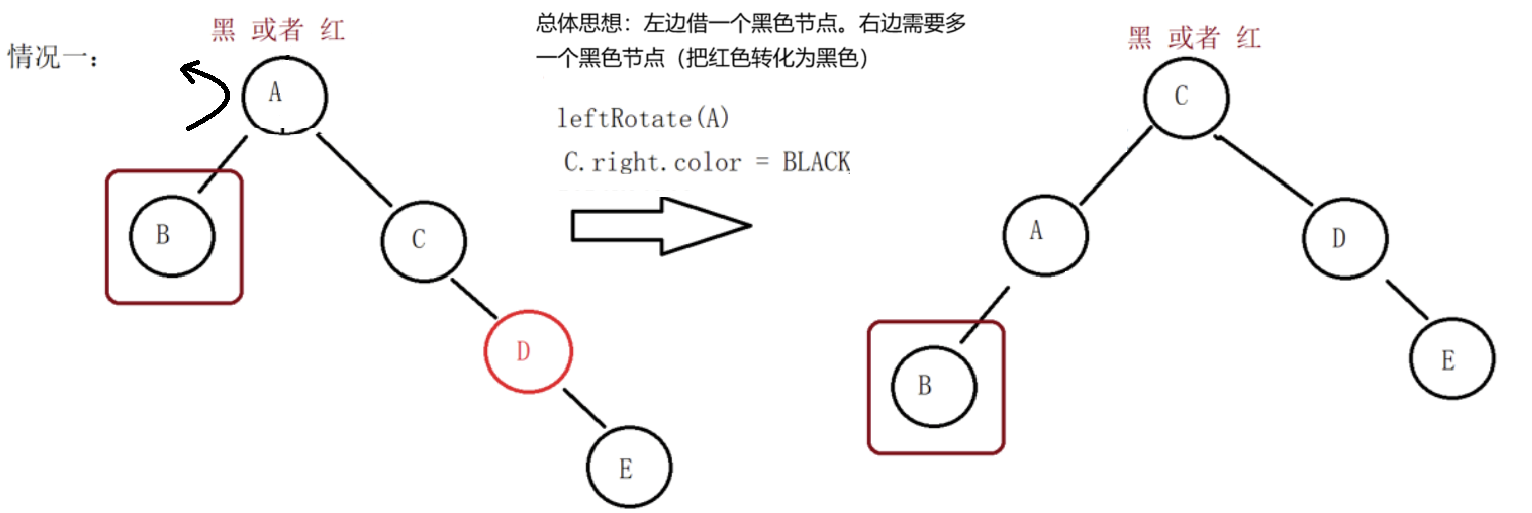 情况一:
黑 或者 红
A
B
C
D
E
总体思想：左边借一个黑色节点。右边需要多
一个黑色节点（把红色转化为黑色）
leftRotate(A)
C.right.color = BLACK
黑 或者 红
C
A
D
B
E